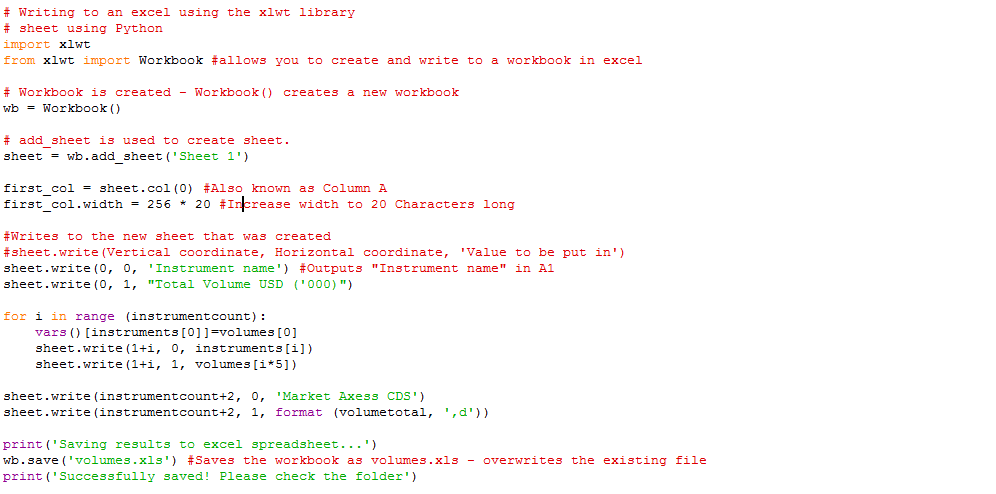 # Writing to an excel using the xlwt library
# sheet using Python
import xlwt
from xlwt import Workbook #allows you to create and write to a workbook in excel
# Workbook is created - Workbook() creates a new workbook
wb = Workbook()
# add_sheet is used to create sheet.
sheet = wb.add_sheet('Sheet 1')
first_col = sheet.col(0) #Also known as Column A
first_col.width = 256 * 20 #Increase width to 20 Characters long
#Writes to the new sheet that was created
#sheet.write(Vertical coordinate, Horizontal coordinate, 'Value to be put in')
sheet.write(0, 0, 'Instrument name') #Outputs "Instrument name" in A1
sheet.write(0, 1, "Total Volume USD ('000)")
for i in range (instrumentcount):
    vars()[instruments[0]]=volumes[0]
    sheet.write(1+i, 0, instruments[i])
    sheet.write(1+i, 1, volumes[i*5])
sheet.write(instrumentcount+2, 0, 'Market Axess CDS')
sheet.write(instrumentcount+2, 1, format (volumetotal, ',d'))
print('Saving results to excel spreadsheet...')
wb.save('volumes.xls') #Saves the workbook as volumes.xls - overwrites the existing file
print('Successfully saved! Please check the folder')